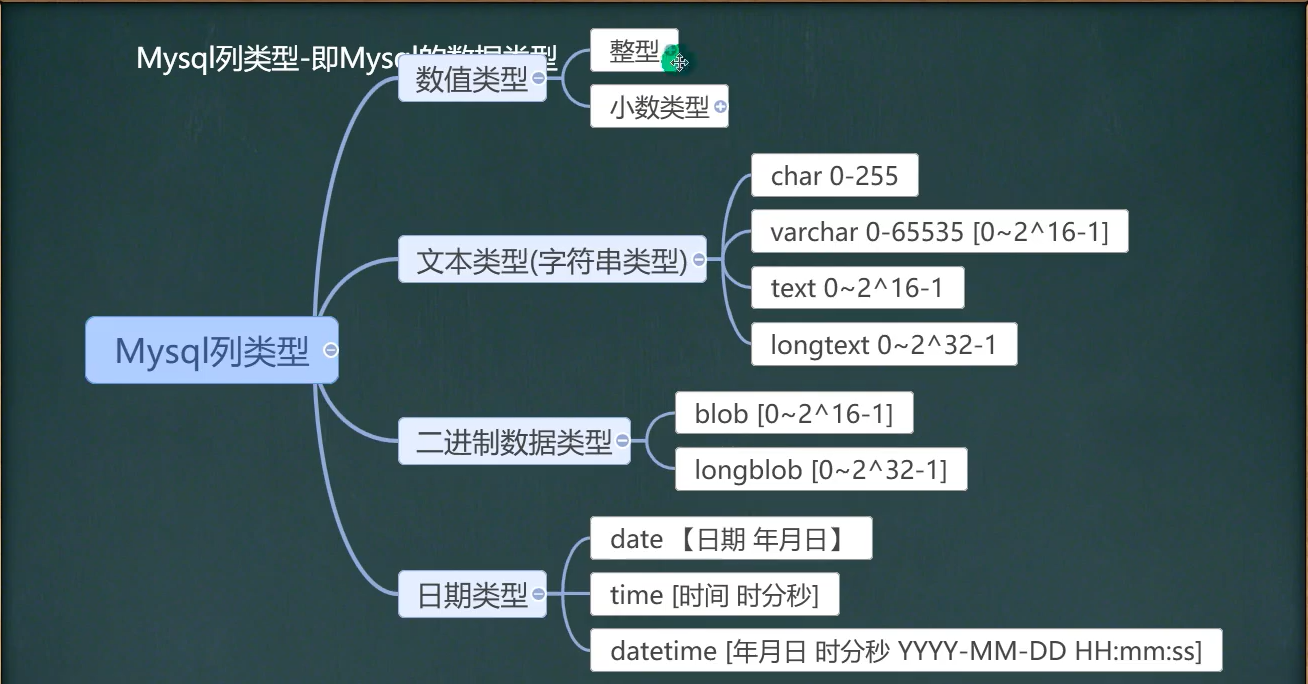 Mysql列类型-即Mysql的数据类型
数值类型
整型
小数类型
文本类型(字符串类型)
char 0-255
varchar 0-65535 [0~2^16-1]
text 0~2^16-1
longtext 0~2^32-1
Mysql列类型
二进制数据类型
blob [0~2^16-1]
longblob [0~2^32-1]
日期类型
date 【日期 年月日】
time [时间 时分秒]
datetime [年月日 时分秒 YYYY-MM-DD HH:mm:ss]